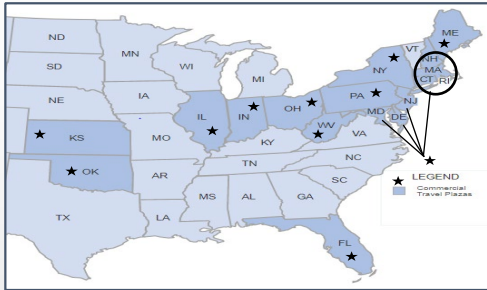 ME
ND
MN
VT
NH
SD
WI
NY
MA
MI
CT RI
NE
IA
PA
NJ
IL
IN
OH
MD
DE
WV
KS
MO
KY
VA
OK
TN
NC
AR
SC
MS
AL
GA
TX
LA
FL
LEGEND
Commercial
Travel Plazas